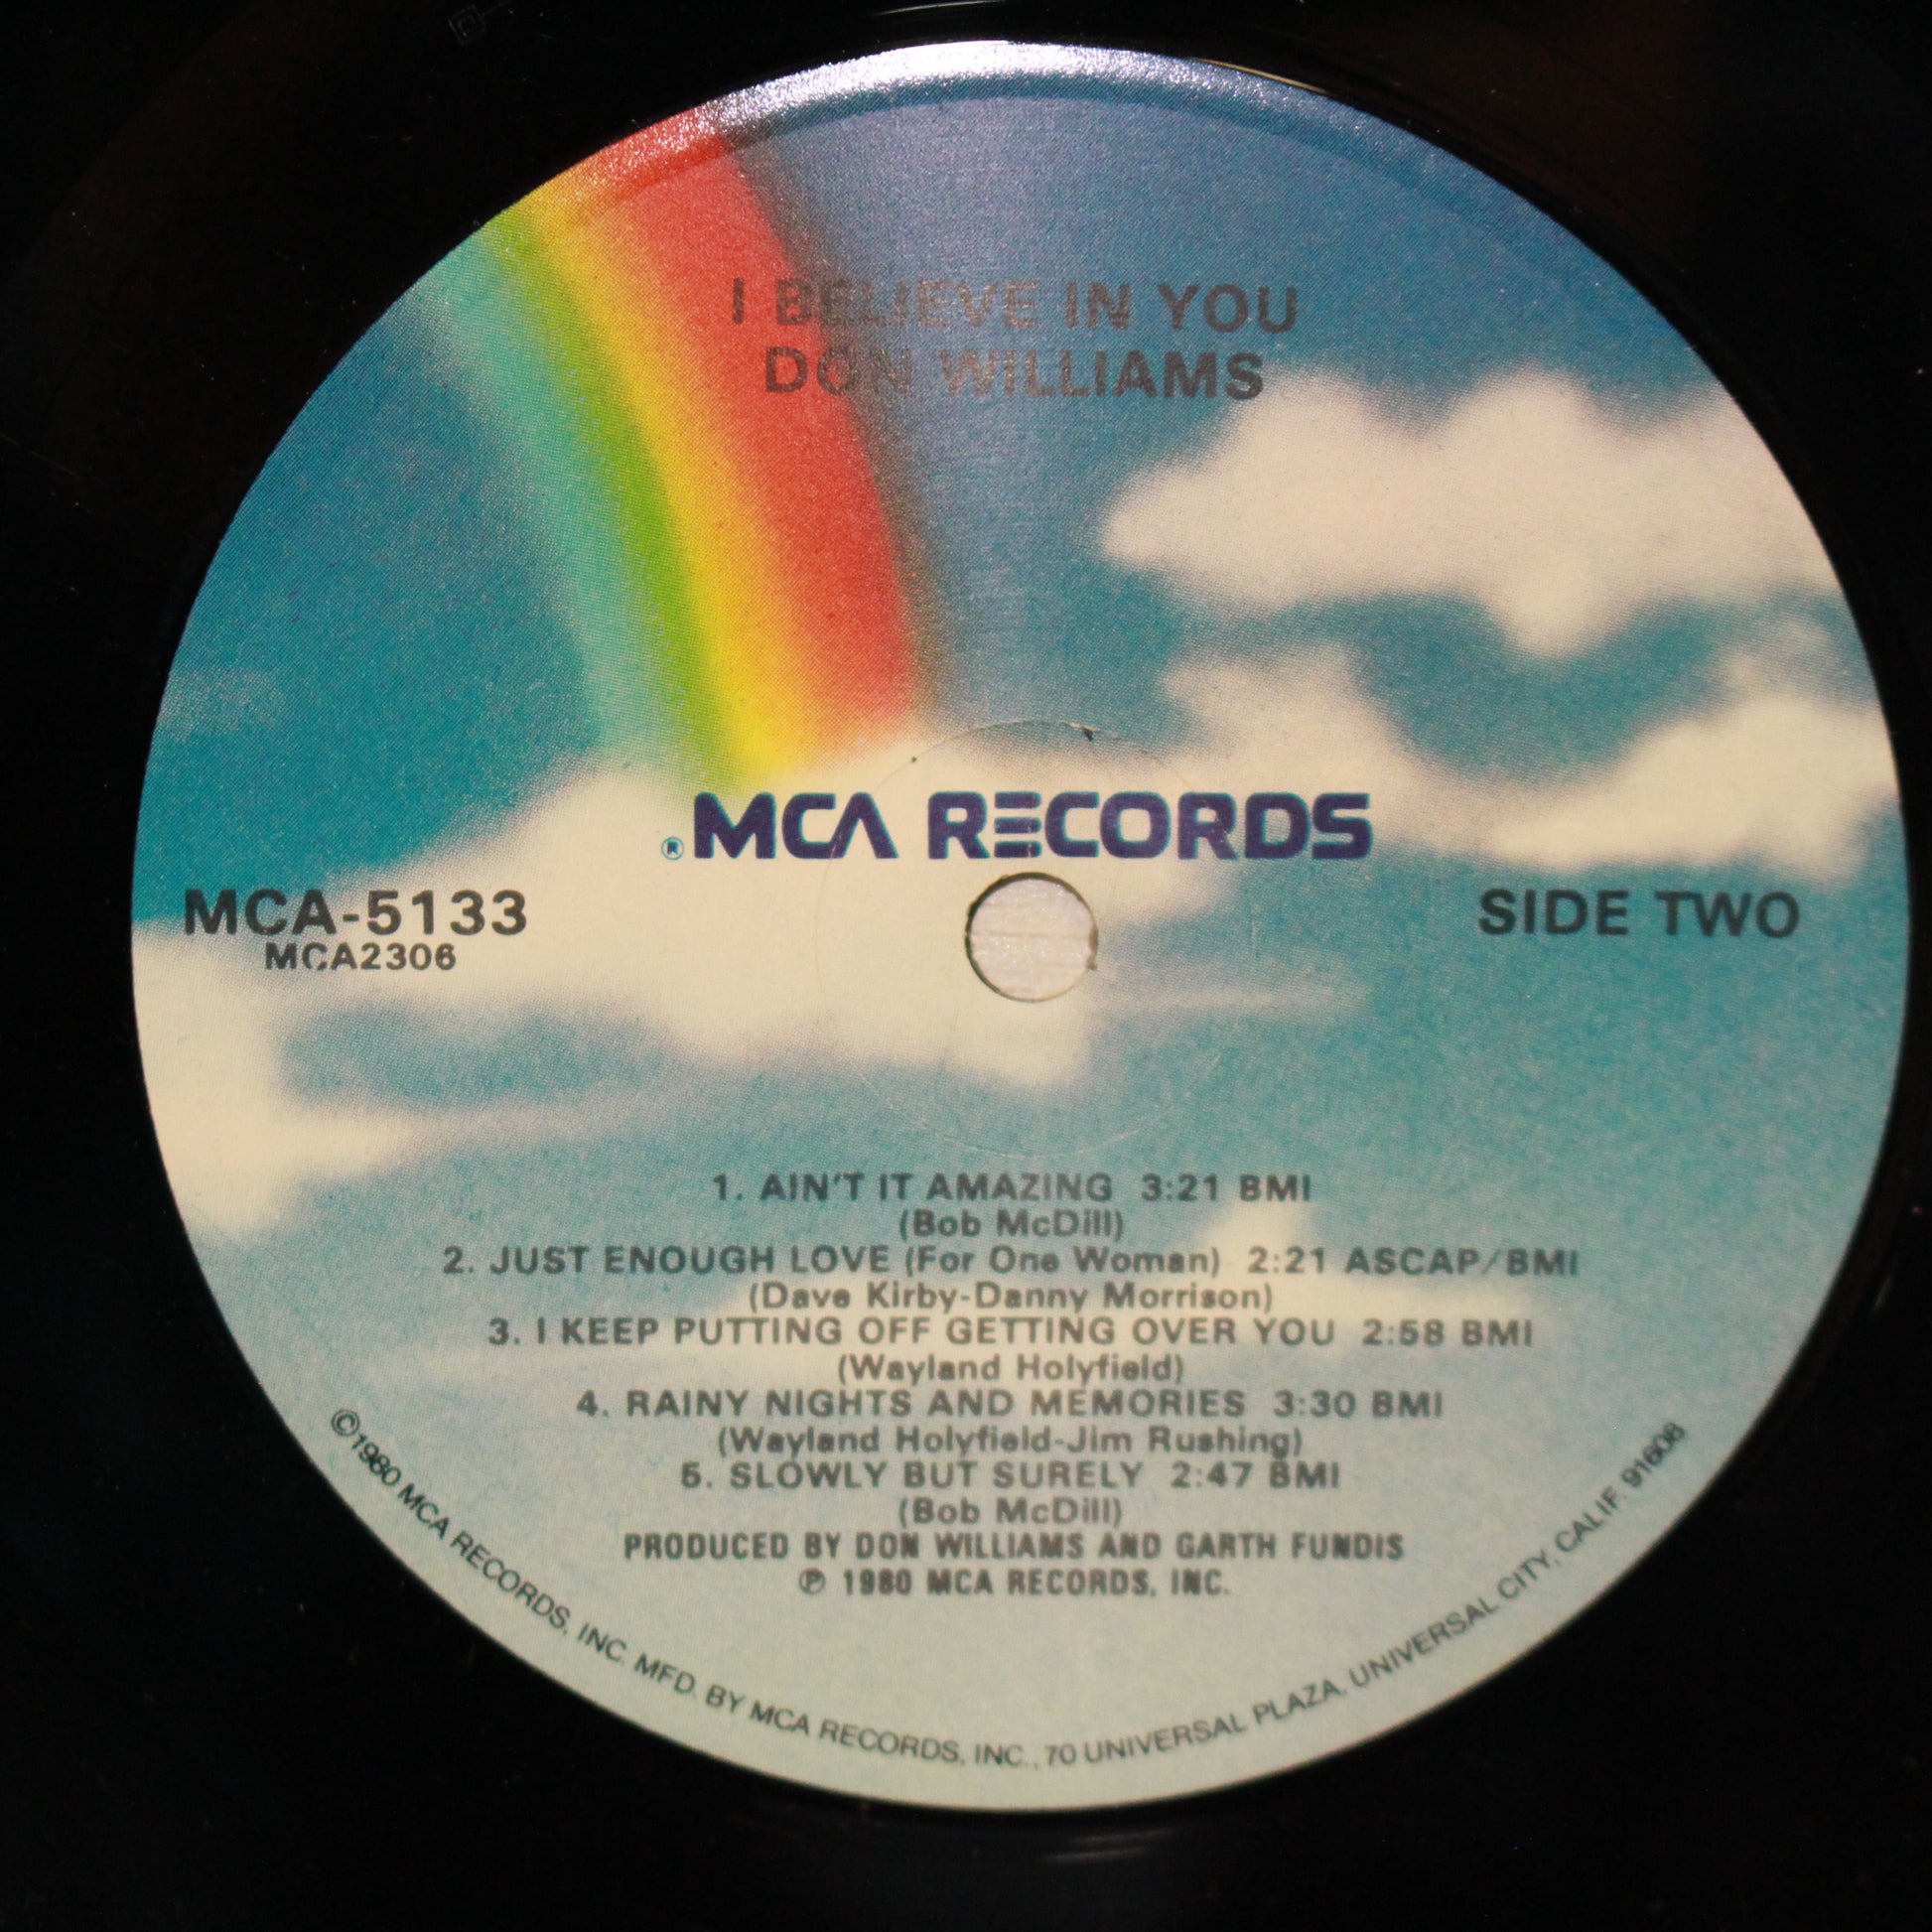 I BELIEVE IN YOU
DON WILLIAMS
® MCA RECORDS
MCA-5133
MCA2306
SIDE TWO
1. AIN'T IT AMAZING 3:21 BMI
(Bob McDill)
2. JUST ENOUGH LOVE (For One Woman) 2:21 ASCAP/BMI
(Dave Kirby-Danny Morrison)
3. I KEEP PUTTING OFF GETTING OVER YOU 2:58 BMI
(Wayland Holyfield)
4. RAINY NIGHTS AND MEMORIES 3:30 BMI
(Wayland Holyfield-Jim Rushing)
5. SLOWLY BUT SURELY 2:47 BMI
(Bob McDill)
PRODUCED BY DON WILLIAMS AND GARTH FUNDIS
℗ 1980 MCA RECORDS, INC.
©1980 MCA RECORDS, INC. MFD. BY MCA RECORDS, INC., 70 UNIVERSAL PLAZA, UNIVERSAL CITY, CALIF. 91608